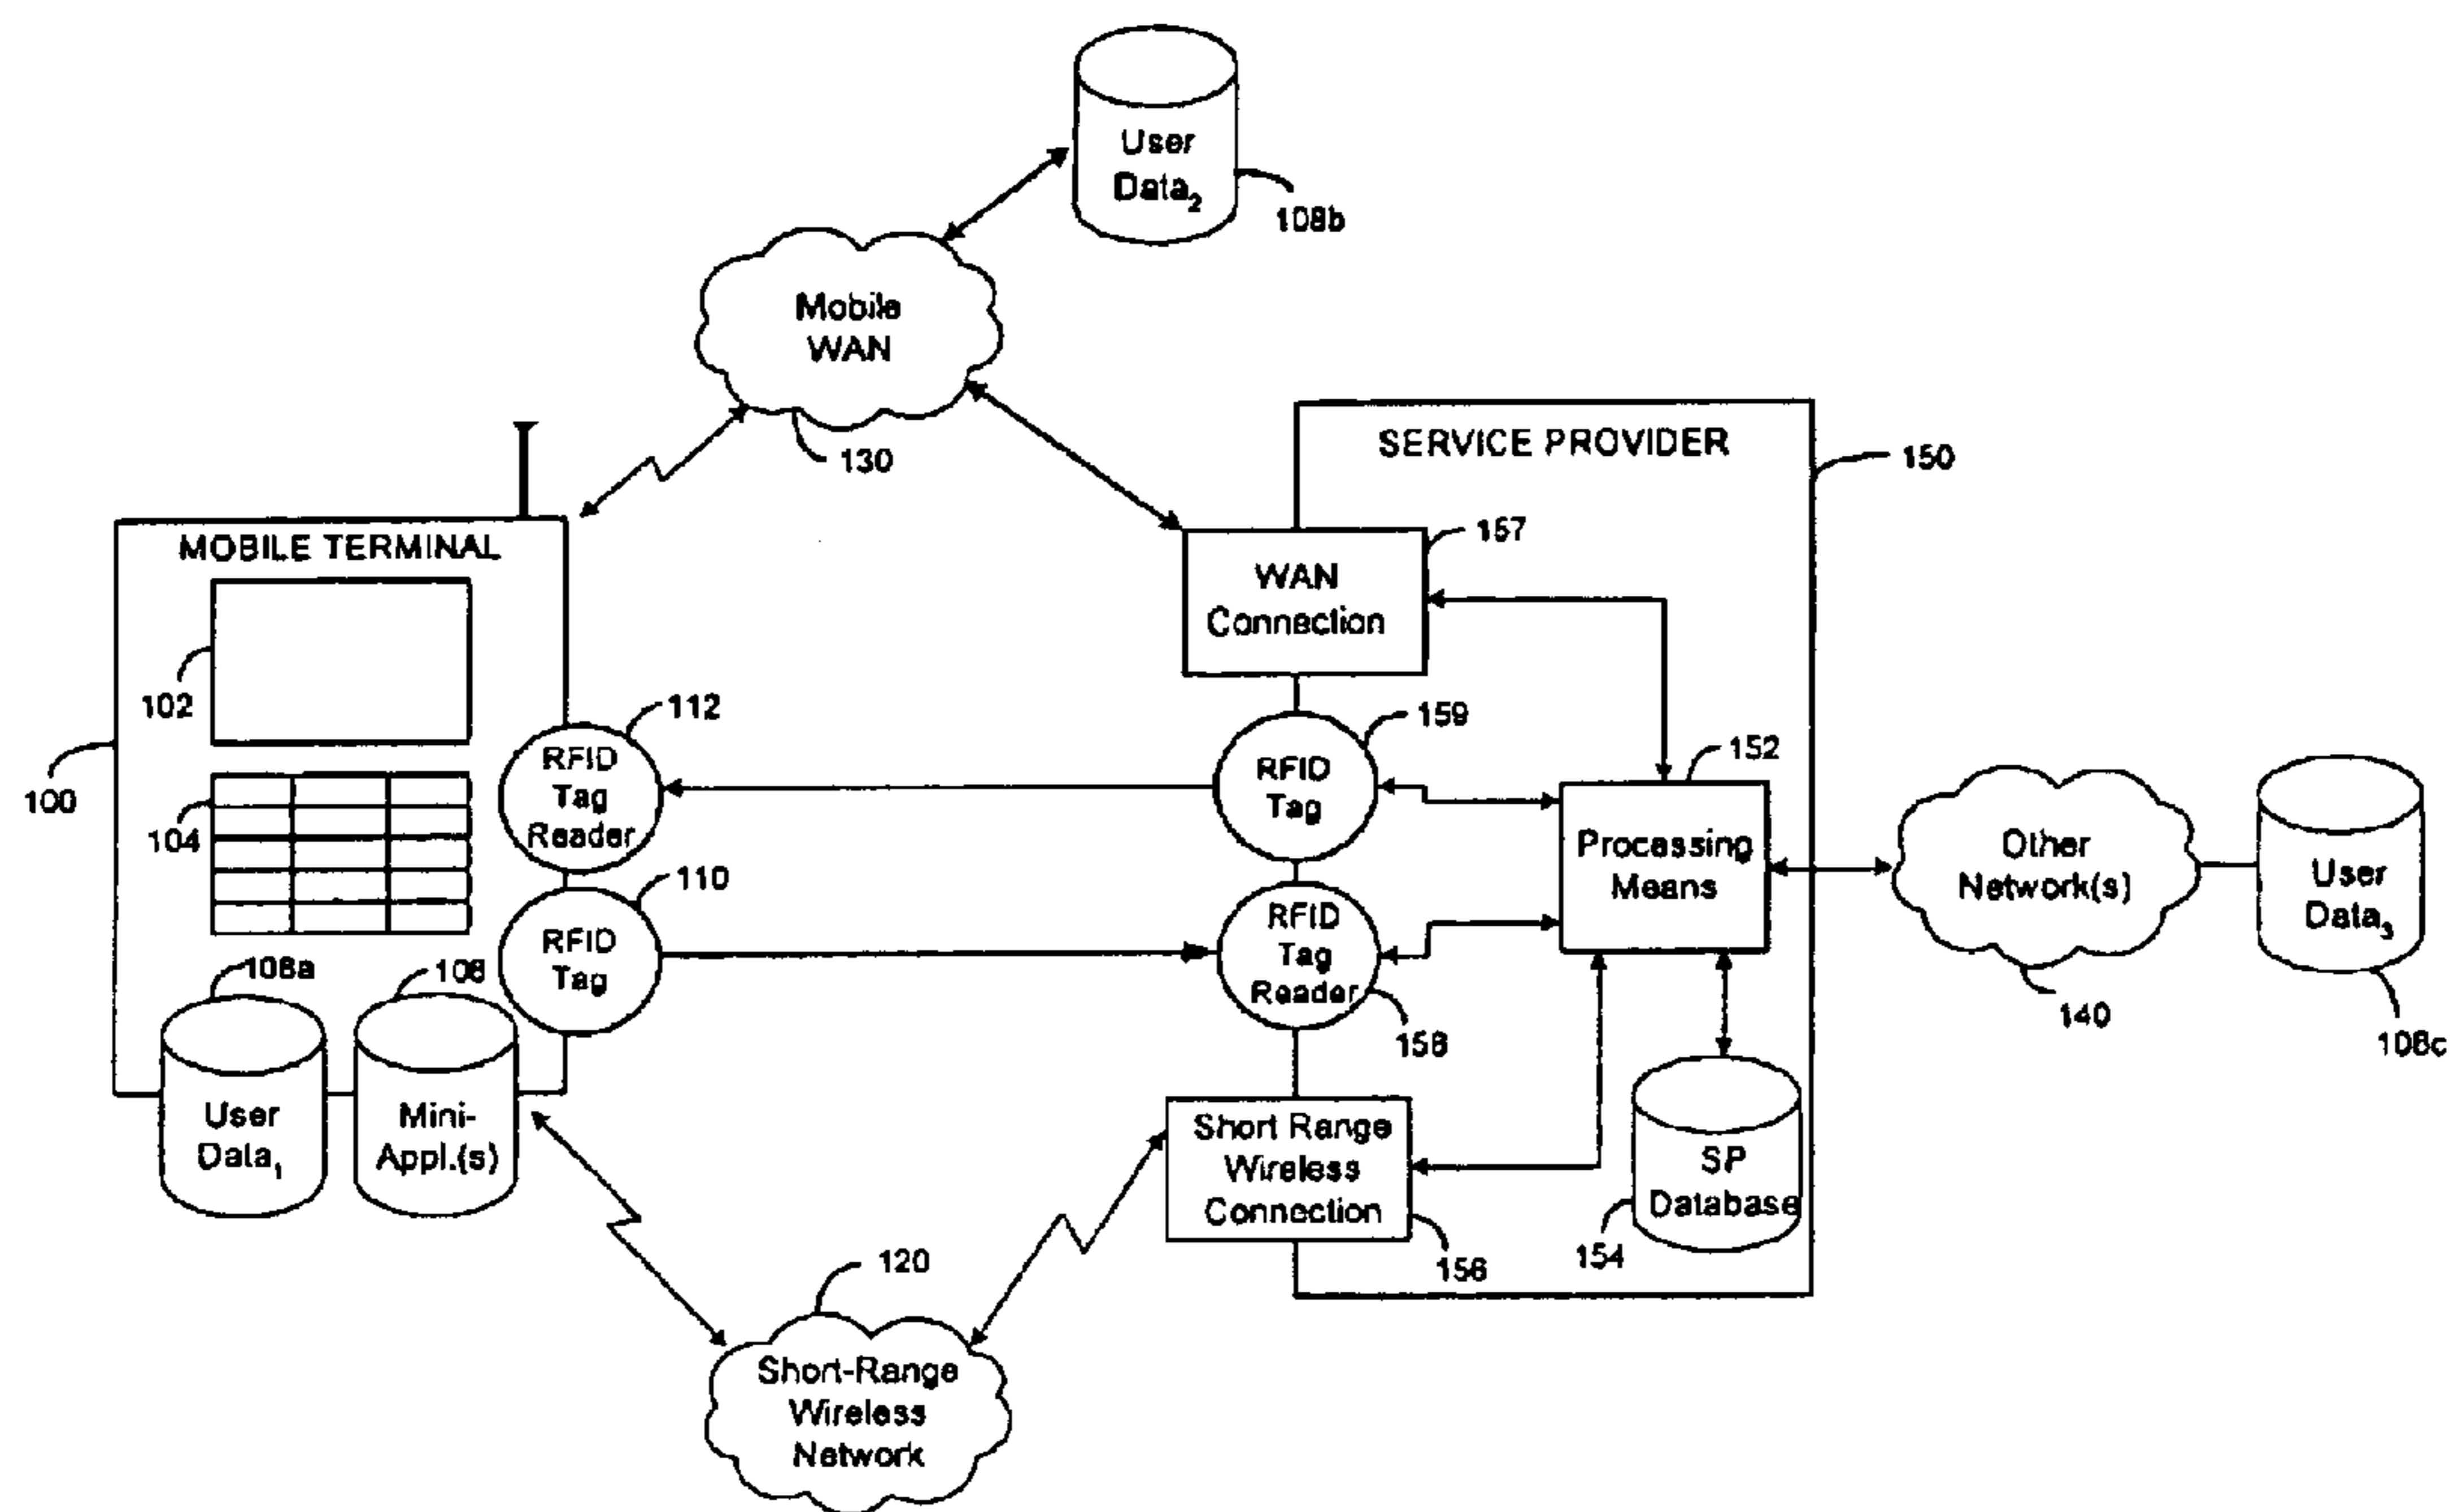 User
Data2
108b
Mobile
WAN
130
SERVICE PROVIDER
150
MOBILE TERMINAL
157
WAN
Connection
102
112
159
RFID
Tag
Reader
RFID
Tag
152
100
104
Processing
Means
Other
Network(s)
User
Data3
110
RFID
Tag
RFID
Tag
Reader
108a
108
158
140
108c
User
Data1
Mini-
Appl.(s)
Short Range
Wireless
Connection
SP
Database
154
156
120
Short-Range
Wireless
Network